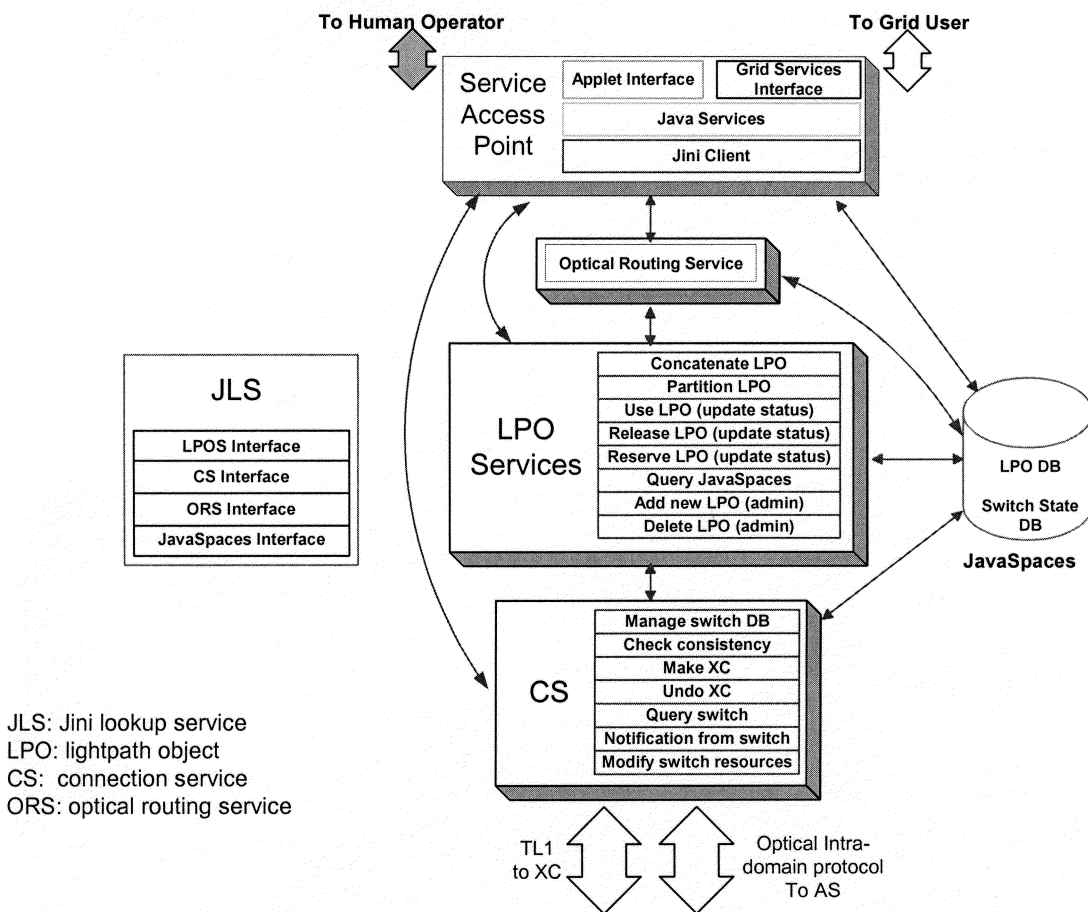 To Human Operator
To Grid User
Service
Access
Point
Applet Interface
Grid Services
Interface
Java Services
Jini Client
Optical Routing Service
JLS
LPOS Interface
CS Interface
ORS Interface
JavaSpaces Interface
LPO
Services
Concatenate LPO
Partition LPO
Use LPO (update status)
Release LPO (update status)
Reserve LPO (update status)
Query JavaSpaces
Add new LPO (admin)
Delete LPO (admin)
LPO DB
Switch State
DB
JavaSpaces
CS
Manage switch DB
Check consistency
Make XC
Undo XC
Query switch
Notification from switch
Modify switch resources
JLS: Jini lookup service
LPO: lightpath object
CS: connection service
ORS: optical routing service
TL1
to XC
Optical Intra-
domain protocol
To AS